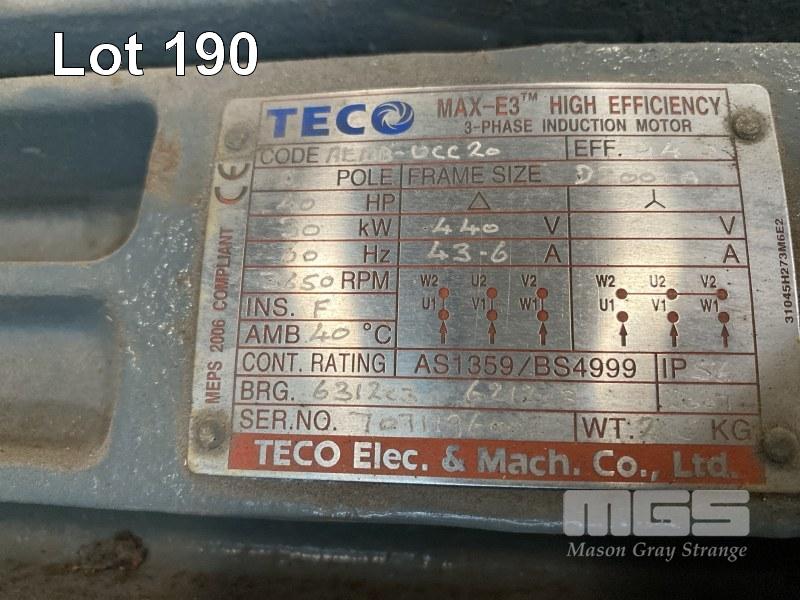 Lot 190
TECO MAX-E3™ HIGH EFFICIENCY
3-PHASE INDUCTION MOTOR
CODE EFF.
POLE FRAME SIZE
HP △
kW 440 V V
Hz 43.6 A A
RPM W2 U2 V2 W2 U2 V2
INS. F U1 V1 W1 U1 V1 W1
AMB 40 °C
CONT. RATING AS1359/BS4999 IP
BRG.
SER.NO. WT. KG
TECO Elec. & Mach. Co., Ltd.
MEPS 2006 COMPLIANT CE
31045H273M6E2
MGS
Mason Gray Strange